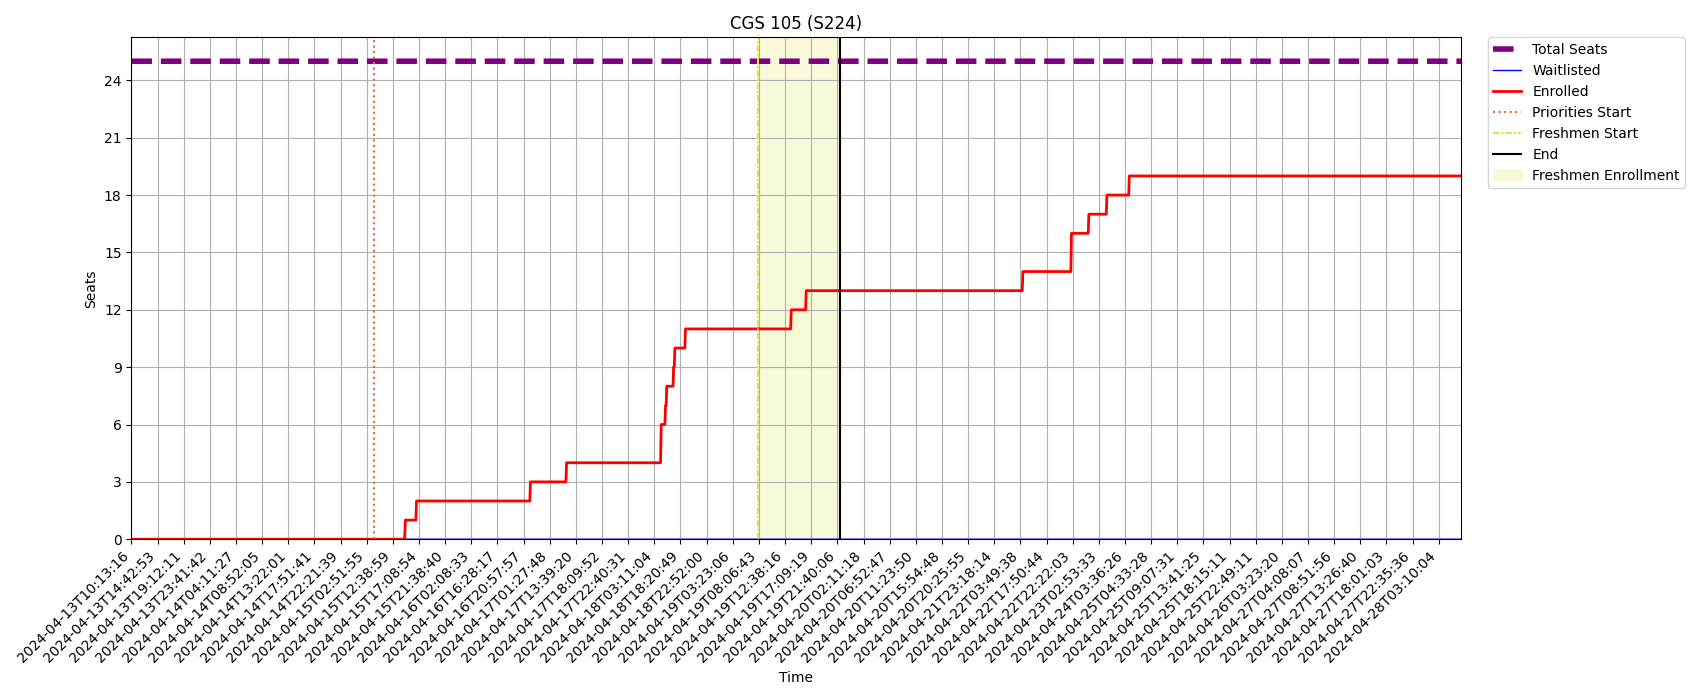 CGS 105 (S224)
Total Seats
Waitlisted
Enrolled
Priorities Start
Freshmen Start
End
Freshmen Enrollment
Seats
24
21
18
15
12
9
6
3
0
2024-04-13T10:13:16
2024-04-13T14:42:53
2024-04-13T19:12:11
2024-04-13T23:41:42
2024-04-14T04:11:27
2024-04-14T08:52:05
2024-04-14T13:22:01
2024-04-14T17:51:41
2024-04-14T22:21:39
2024-04-15T02:51:55
2024-04-15T12:38:59
2024-04-15T17:08:54
2024-04-15T21:38:40
2024-04-16T02:08:33
2024-04-16T16:28:17
2024-04-16T20:57:57
2024-04-17T01:27:48
2024-04-17T13:39:20
2024-04-17T18:09:52
2024-04-17T22:40:31
2024-04-18T03:11:04
2024-04-18T18:20:49
2024-04-18T22:52:00
2024-04-19T03:23:06
2024-04-19T08:06:43
2024-04-19T12:38:16
2024-04-19T17:09:19
2024-04-19T21:40:06
2024-04-20T02:11:18
2024-04-20T06:52:47
2024-04-20T11:23:50
2024-04-20T15:54:48
2024-04-20T20:25:55
2024-04-21T23:18:14
2024-04-22T03:49:38
2024-04-22T17:50:44
2024-04-22T22:22:03
2024-04-23T02:53:33
2024-04-24T03:36:26
2024-04-25T04:33:28
2024-04-25T09:07:31
2024-04-25T13:41:25
2024-04-25T18:15:11
2024-04-25T22:49:11
2024-04-26T03:23:20
2024-04-27T04:08:07
2024-04-27T08:51:56
2024-04-27T13:26:40
2024-04-27T18:01:03
2024-04-27T22:35:36
2024-04-28T03:10:04
Time